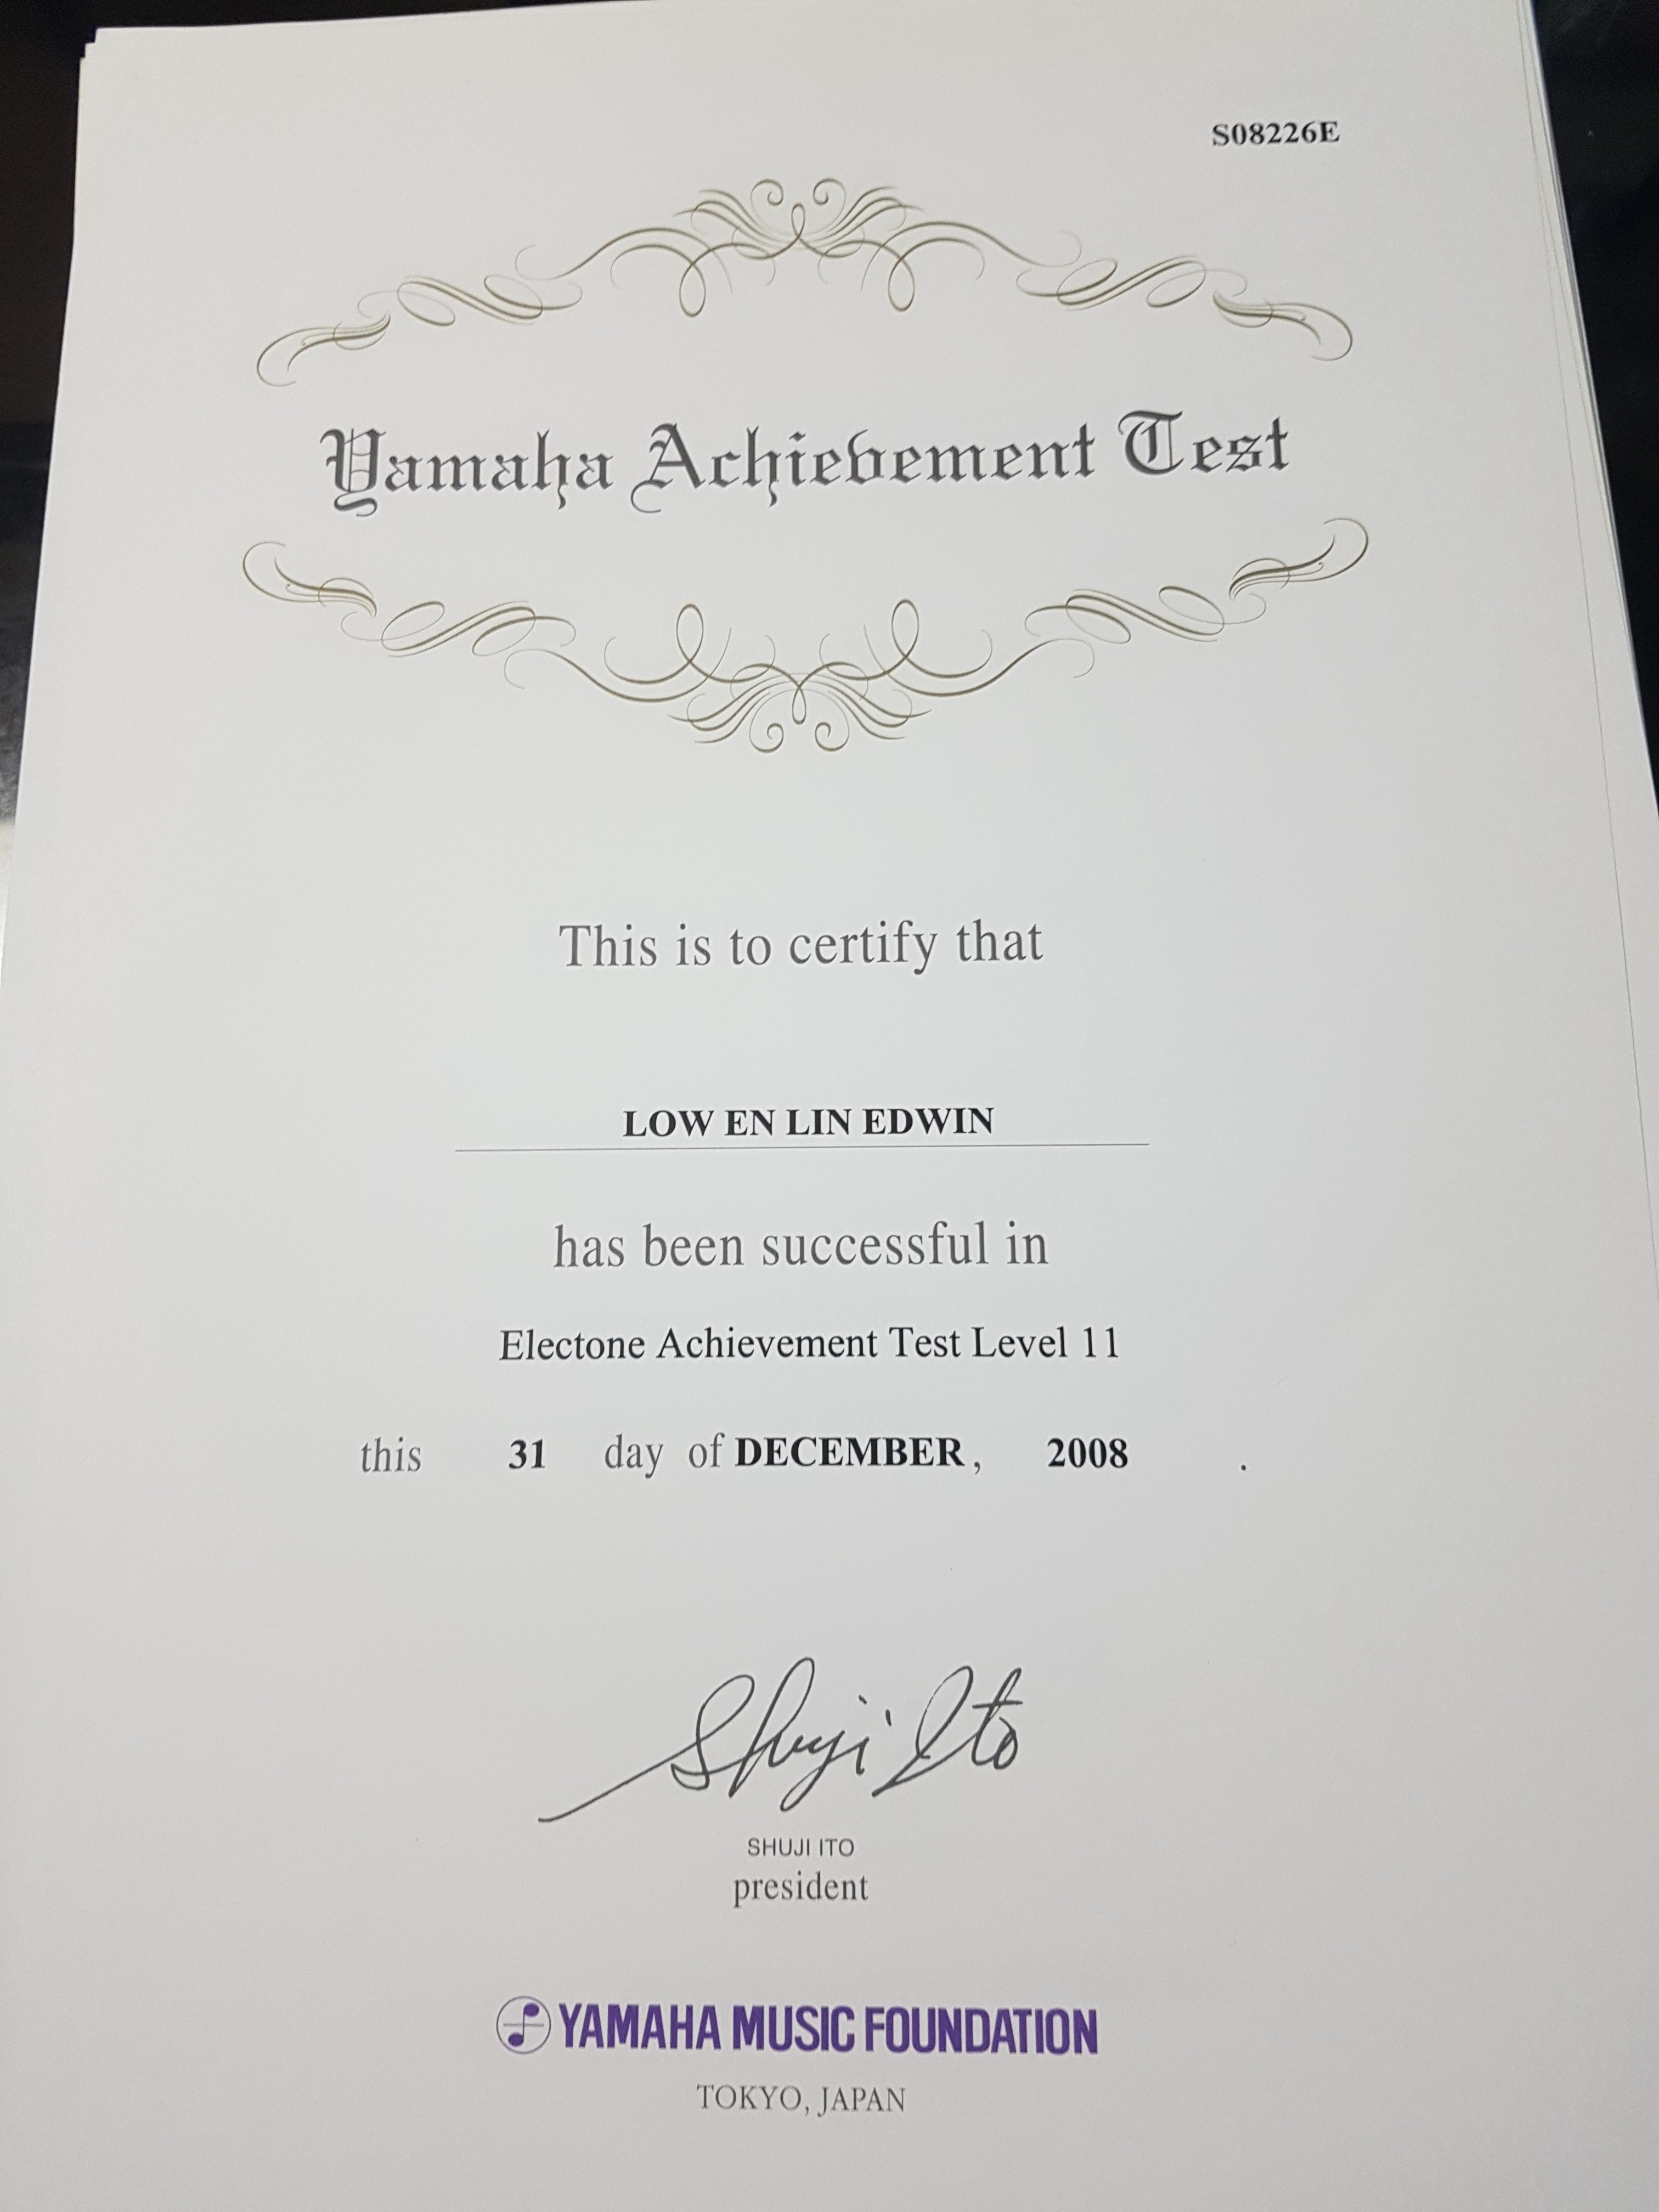 S08226E
Yamaha Achievement Test
This is to certify that
LOW EN LIN EDWIN
has been successful in
Electone Achievement Test Level 11
this 31 day of DECEMBER, 2008 .
Shuji Ito
SHUJI ITO
president
YAMAHA MUSIC FOUNDATION
TOKYO, JAPAN